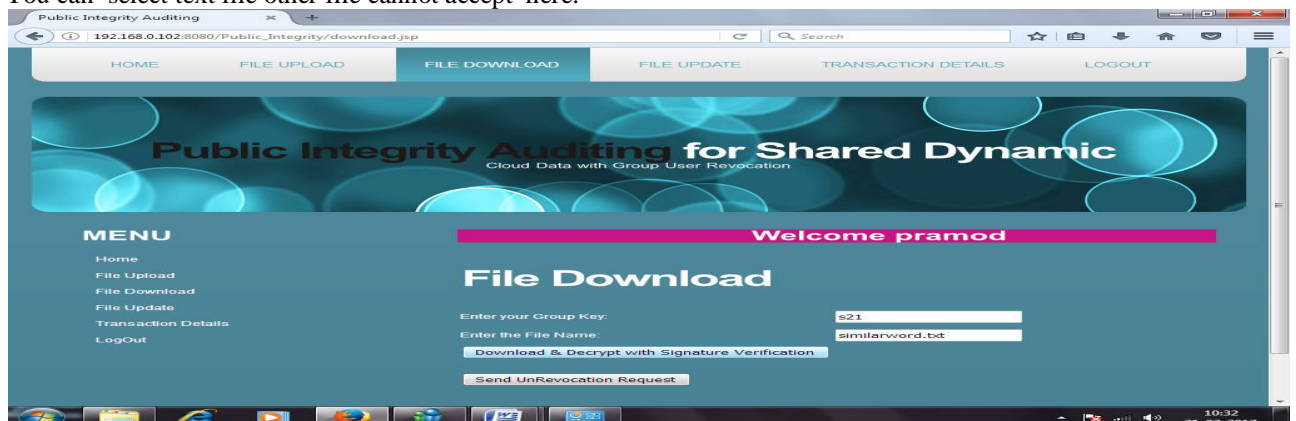 You can select text file other file cannot accept here.
Public Integrity Auditing
192.168.0.102:8080/Public_Integrity/download.jsp
Search
HOME FILE UPLOAD FILE DOWNLOAD FILE UPDATE TRANSACTION DETAILS LOGOUT
Public Integrity Auditing for Shared Dynamic
Cloud Data with Group User Revocation
MENU
Welcome pramod
Home
File Upload
File Download
File Update
Transaction Details
LogOut
File Download
Enter your Group Key: s21
Enter the File Name: similarword.txt
Download & Decrypt with Signature Verification
Send UnRevocation Request
10:32